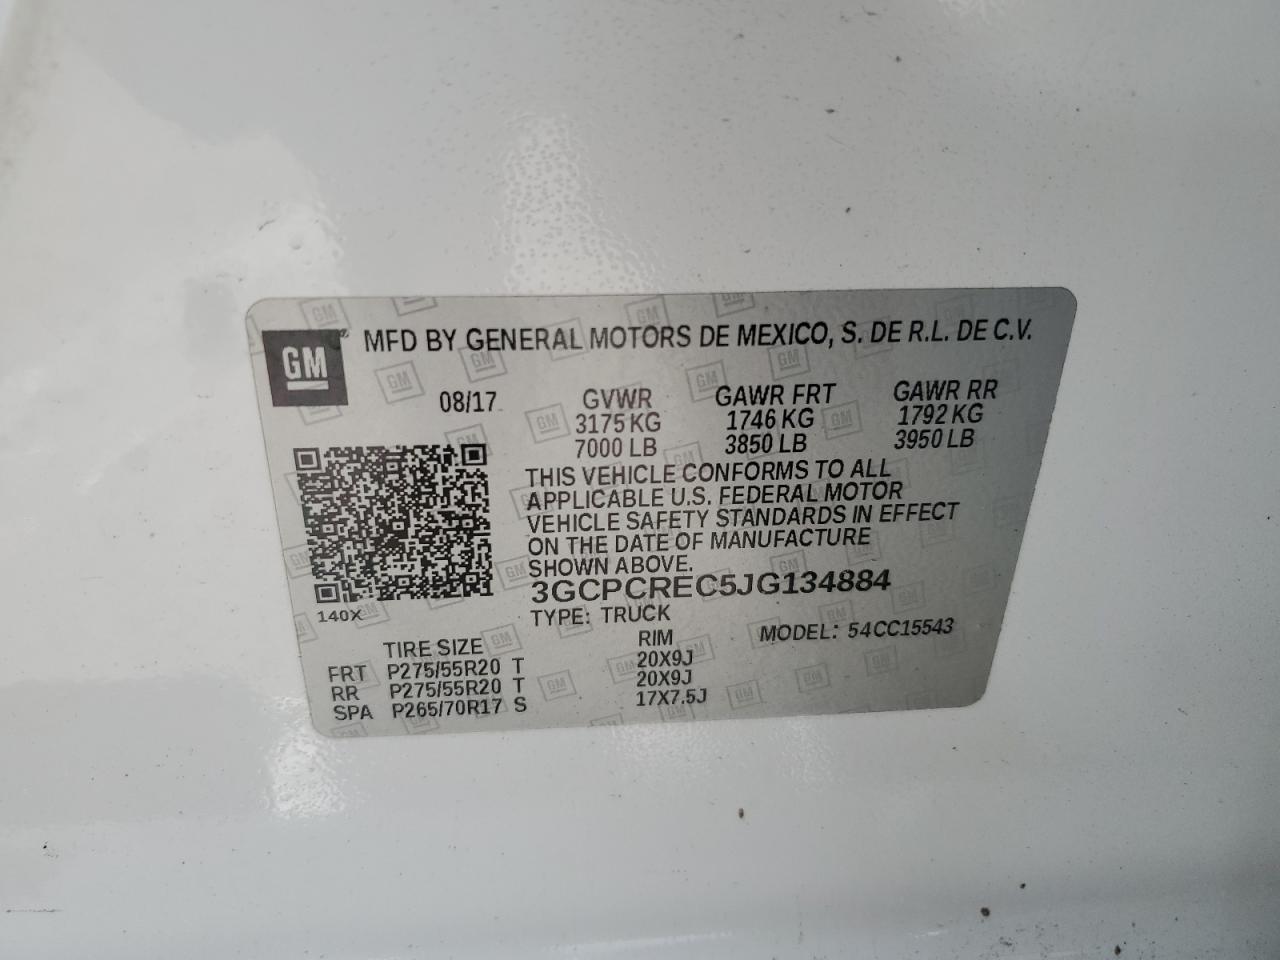 GM
MFD BY GENERAL MOTORS DE MEXICO, S. DE R.L. DE C.V.
08/17 GVWR GAWR FRT GAWR RR
3175 KG 1746 KG 1792 KG
7000 LB 3850 LB 3950 LB
THIS VEHICLE CONFORMS TO ALL
APPLICABLE U.S. FEDERAL MOTOR
VEHICLE SAFETY STANDARDS IN EFFECT
ON THE DATE OF MANUFACTURE
SHOWN ABOVE.
3GCPCREC5JG134884
140X
TYPE: TRUCK
TIRE SIZE RIM MODEL: 54CC15543
FRT P275/55R20 T 20X9J
RR P275/55R20 T 20X9J
SPA P265/70R17 S 17X7.5J